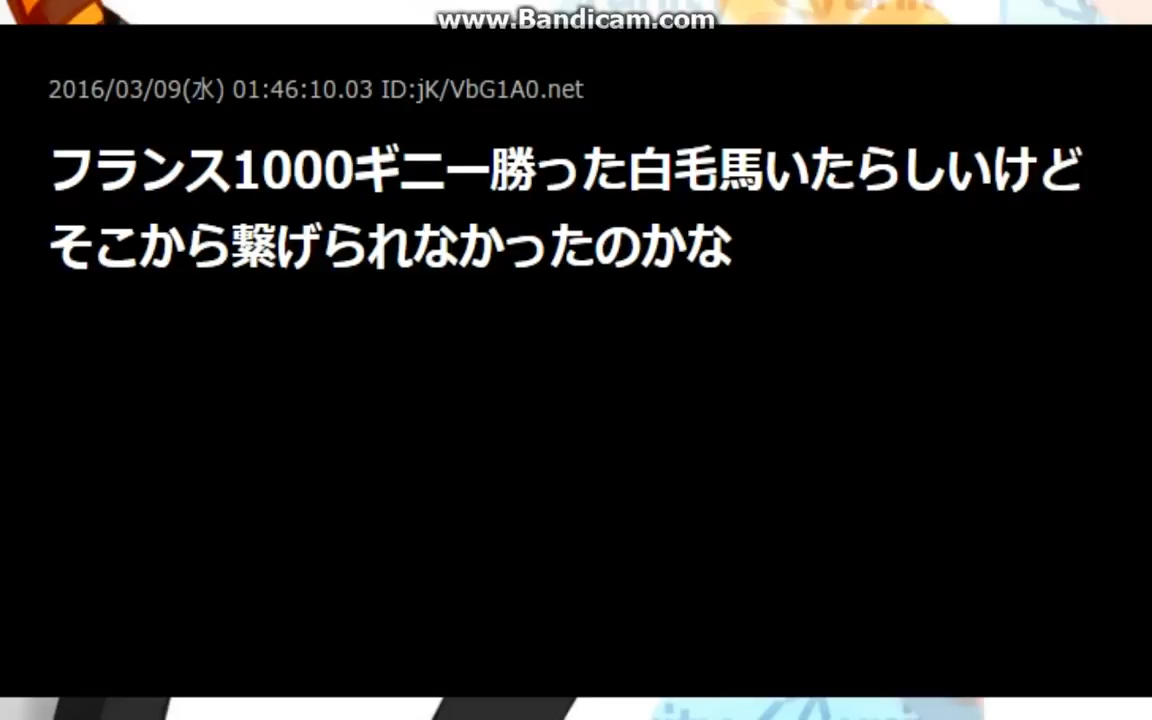 www.Bandicam.com
2016/03/09(水) 01:46:10.03 ID:jK/VbG1A0.net
フランス1000ギニー勝った白毛馬いたらしいけど
そこから繋げられなかったのかな